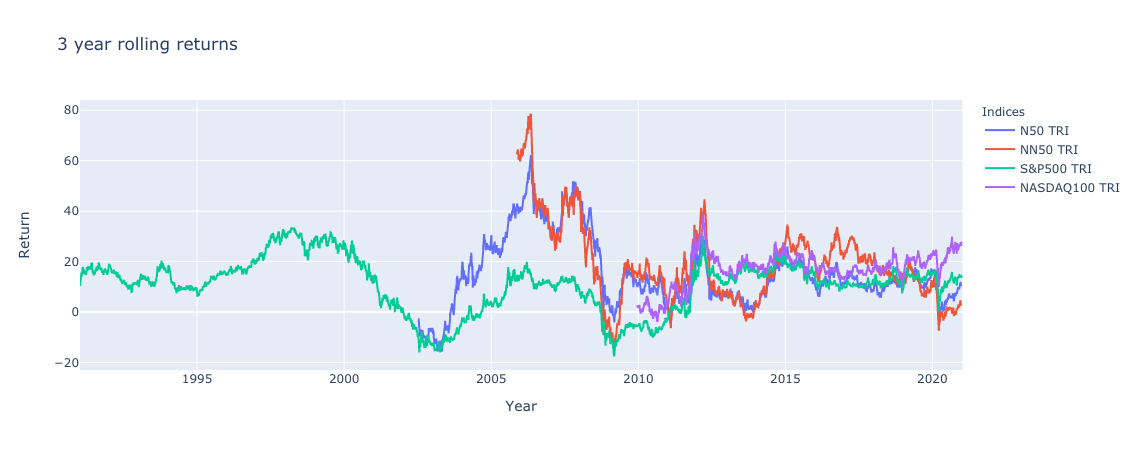 3 year rolling returns
80
60
40
20
0
−20
Return
1995
2000
2005
2010
2015
2020
Year
Indices
N50 TRI
NN50 TRI
S&P500 TRI
NASDAQ100 TRI